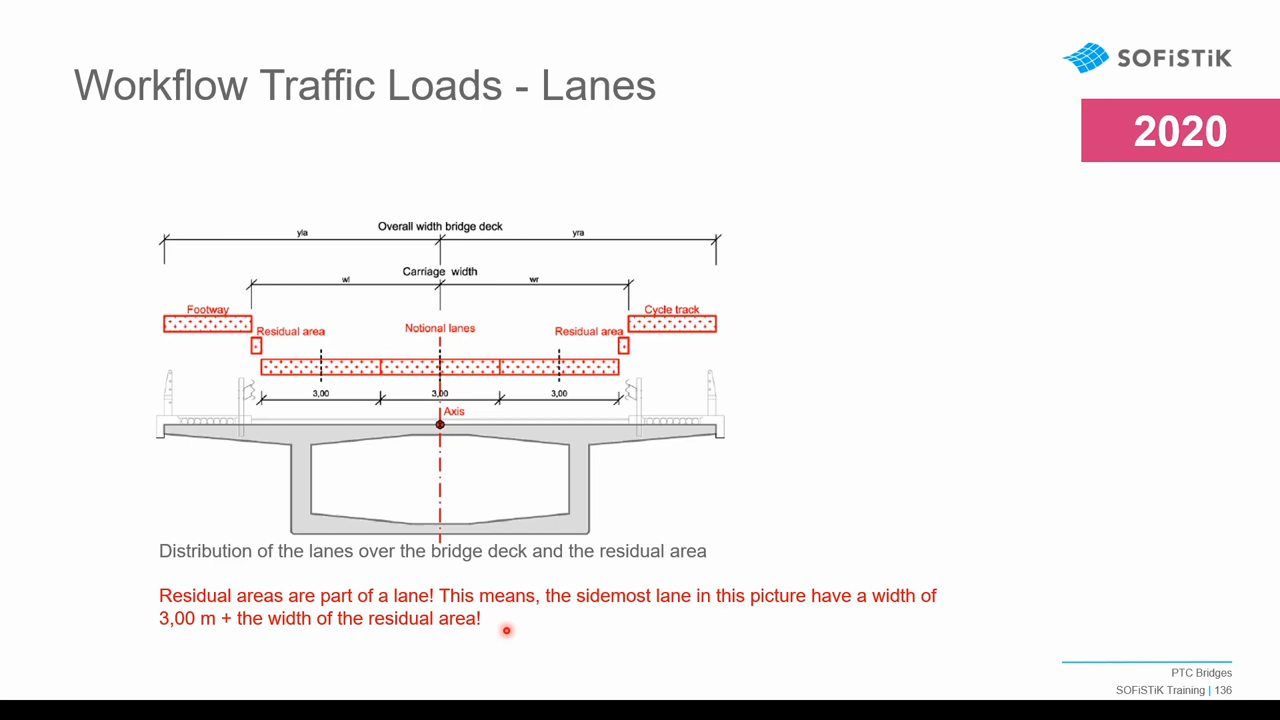 Workflow Traffic Loads - Lanes
SOFiSTiK
2020
Overall width bridge deck
yla
yra
Carriage width
wl
wr
Footway
Cycle track
Residual area
Notional lanes
Residual area
3,00
3,00
3,00
Axis
Distribution of the lanes over the bridge deck and the residual area
Residual areas are part of a lane! This means, the sidemost lane in this picture have a width of
3,00 m + the width of the residual area!
PTC Bridges
SOFiSTiK Training | 136